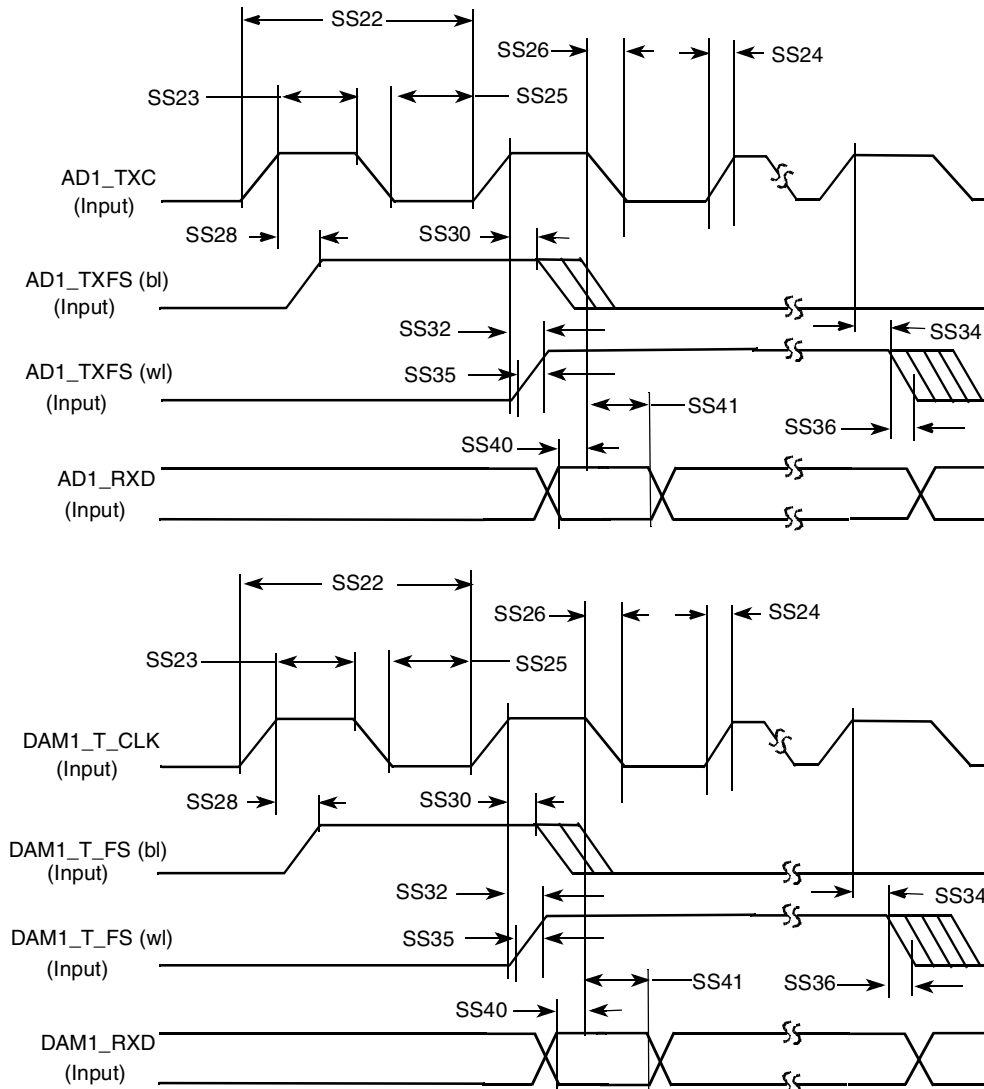 SS22
SS26
SS24
SS23
SS25
AD1_TXC
(Input)
SS28
SS30
AD1_TXFS (bl)
(Input)
SS32
SS34
SS35
AD1_TXFS (wl)
(Input)
SS41
SS36
SS40
AD1_RXD
(Input)
SS22
SS26
SS24
SS23
SS25
DAM1_T_CLK
(Input)
SS28
SS30
DAM1_T_FS (bl)
(Input)
SS32
SS34
SS35
DAM1_T_FS (wl)
(Input)
SS41
SS36
SS40
DAM1_RXD
(Input)